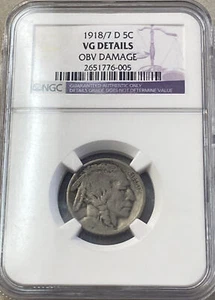 1918/7 D 5C
VG DETAILS
OBV DAMAGE
2651776-005
NGC